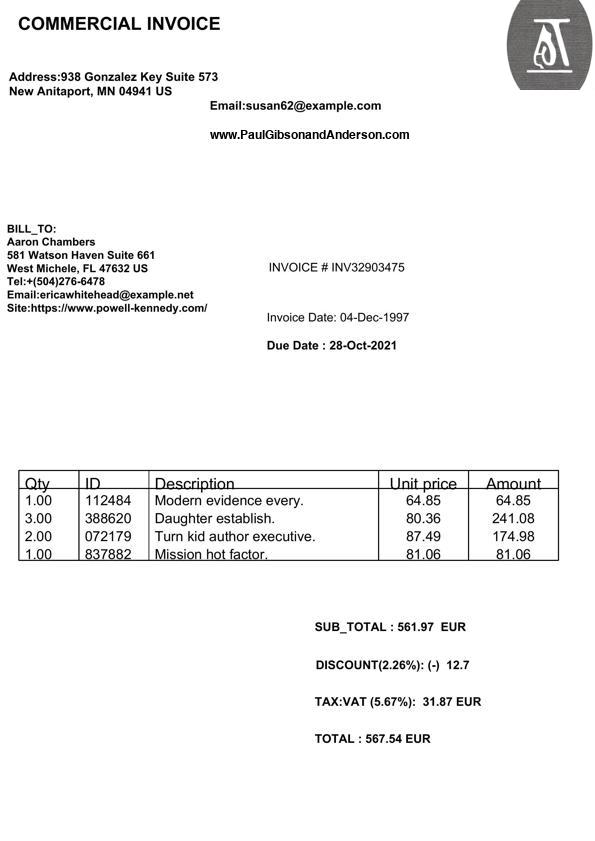 COMMERCIAL INVOICE
Address:938 Gonzalez Key Suite 573
New Anitaport, MN 04941 US
Email:susan62@example.com
www.PaulGibsonandAnderson.com
BILL_TO:
Aaron Chambers
581 Watson Haven Suite 661
West Michele, FL 47632 US
Tel:+(504)276-6478
Email:ericawhitehead@example.net
Site:https://www.powell-kennedy.com/
INVOICE # INV32903475
Invoice Date: 04-Dec-1997
Due Date : 28-Oct-2021
Qty ID Description Unit price Amount
1.00 112484 Modern evidence every. 64.85 64.85
3.00 388620 Daughter establish. 80.36 241.08
2.00 072179 Turn kid author executive. 87.49 174.98
1.00 837882 Mission hot factor. 81.06 81.06
SUB_TOTAL : 561.97 EUR
DISCOUNT(2.26%): (-) 12.7
TAX:VAT (5.67%): 31.87 EUR
TOTAL : 567.54 EUR